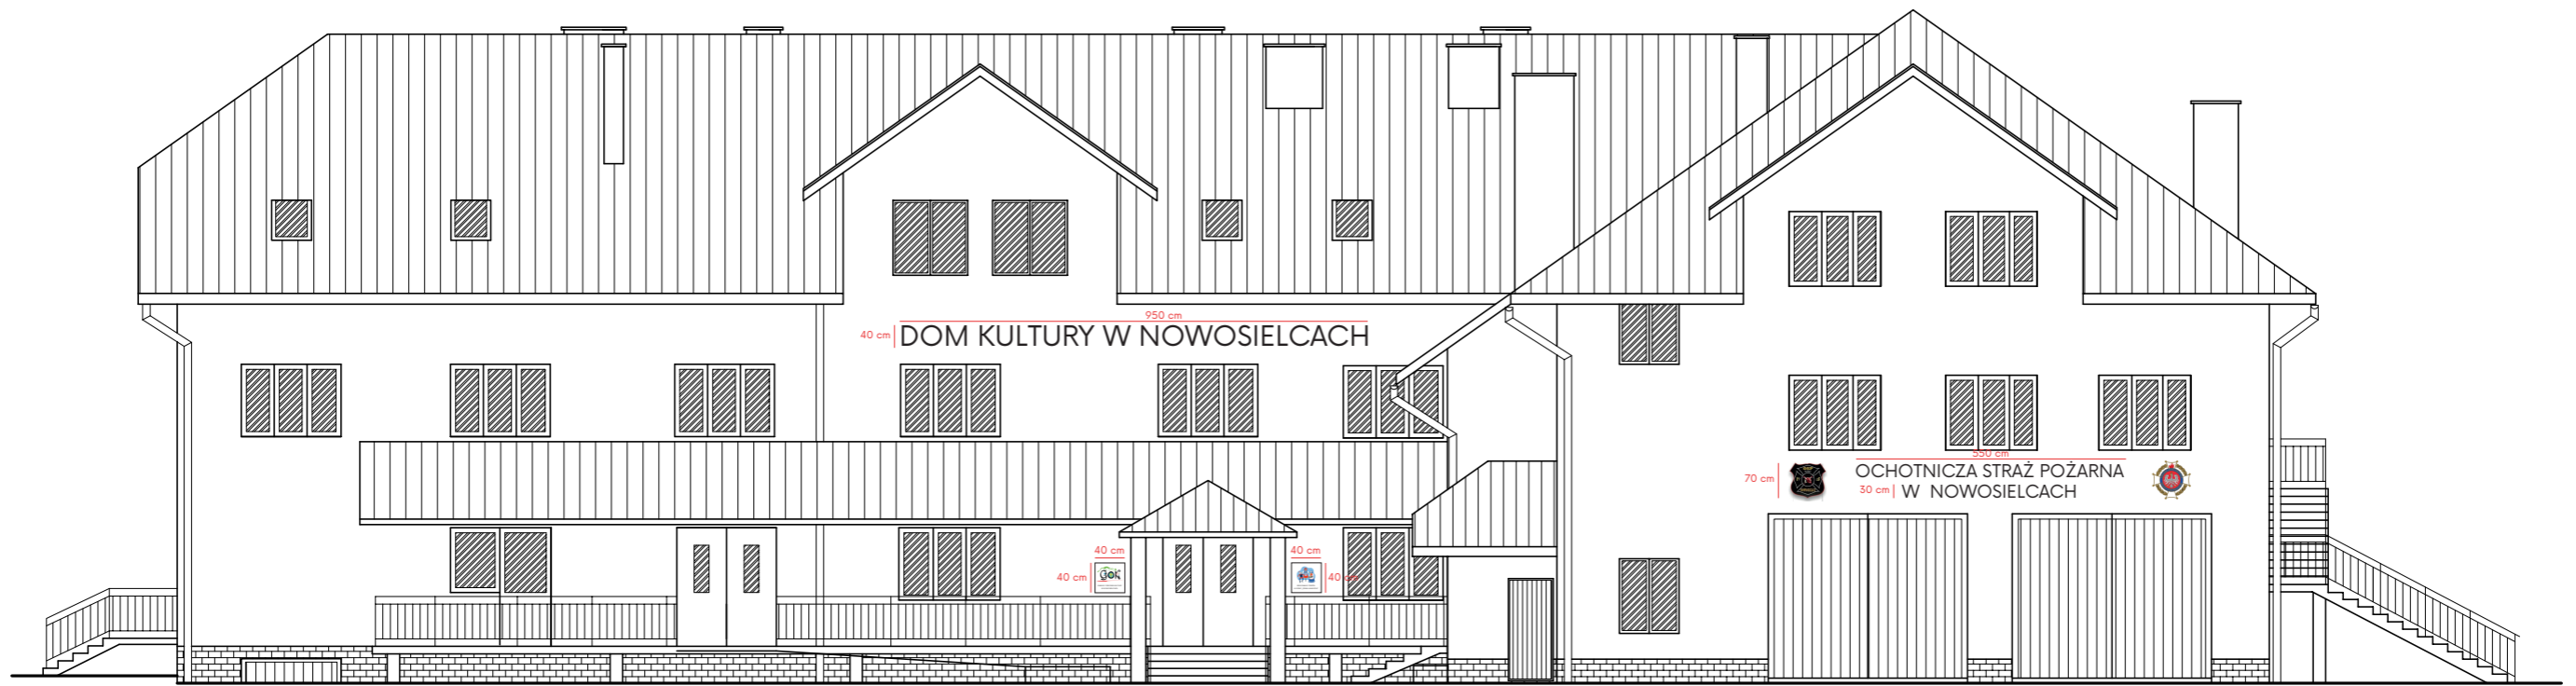 950 cm
40 cm
DOM KULTURY W NOWOSIELCACH
550 cm
70 cm
OCHOTNICZA STRAŻ POŻARNA
30 cm
W NOWOSIELCACH
40 cm
40 cm
gok
40 cm
40 cm